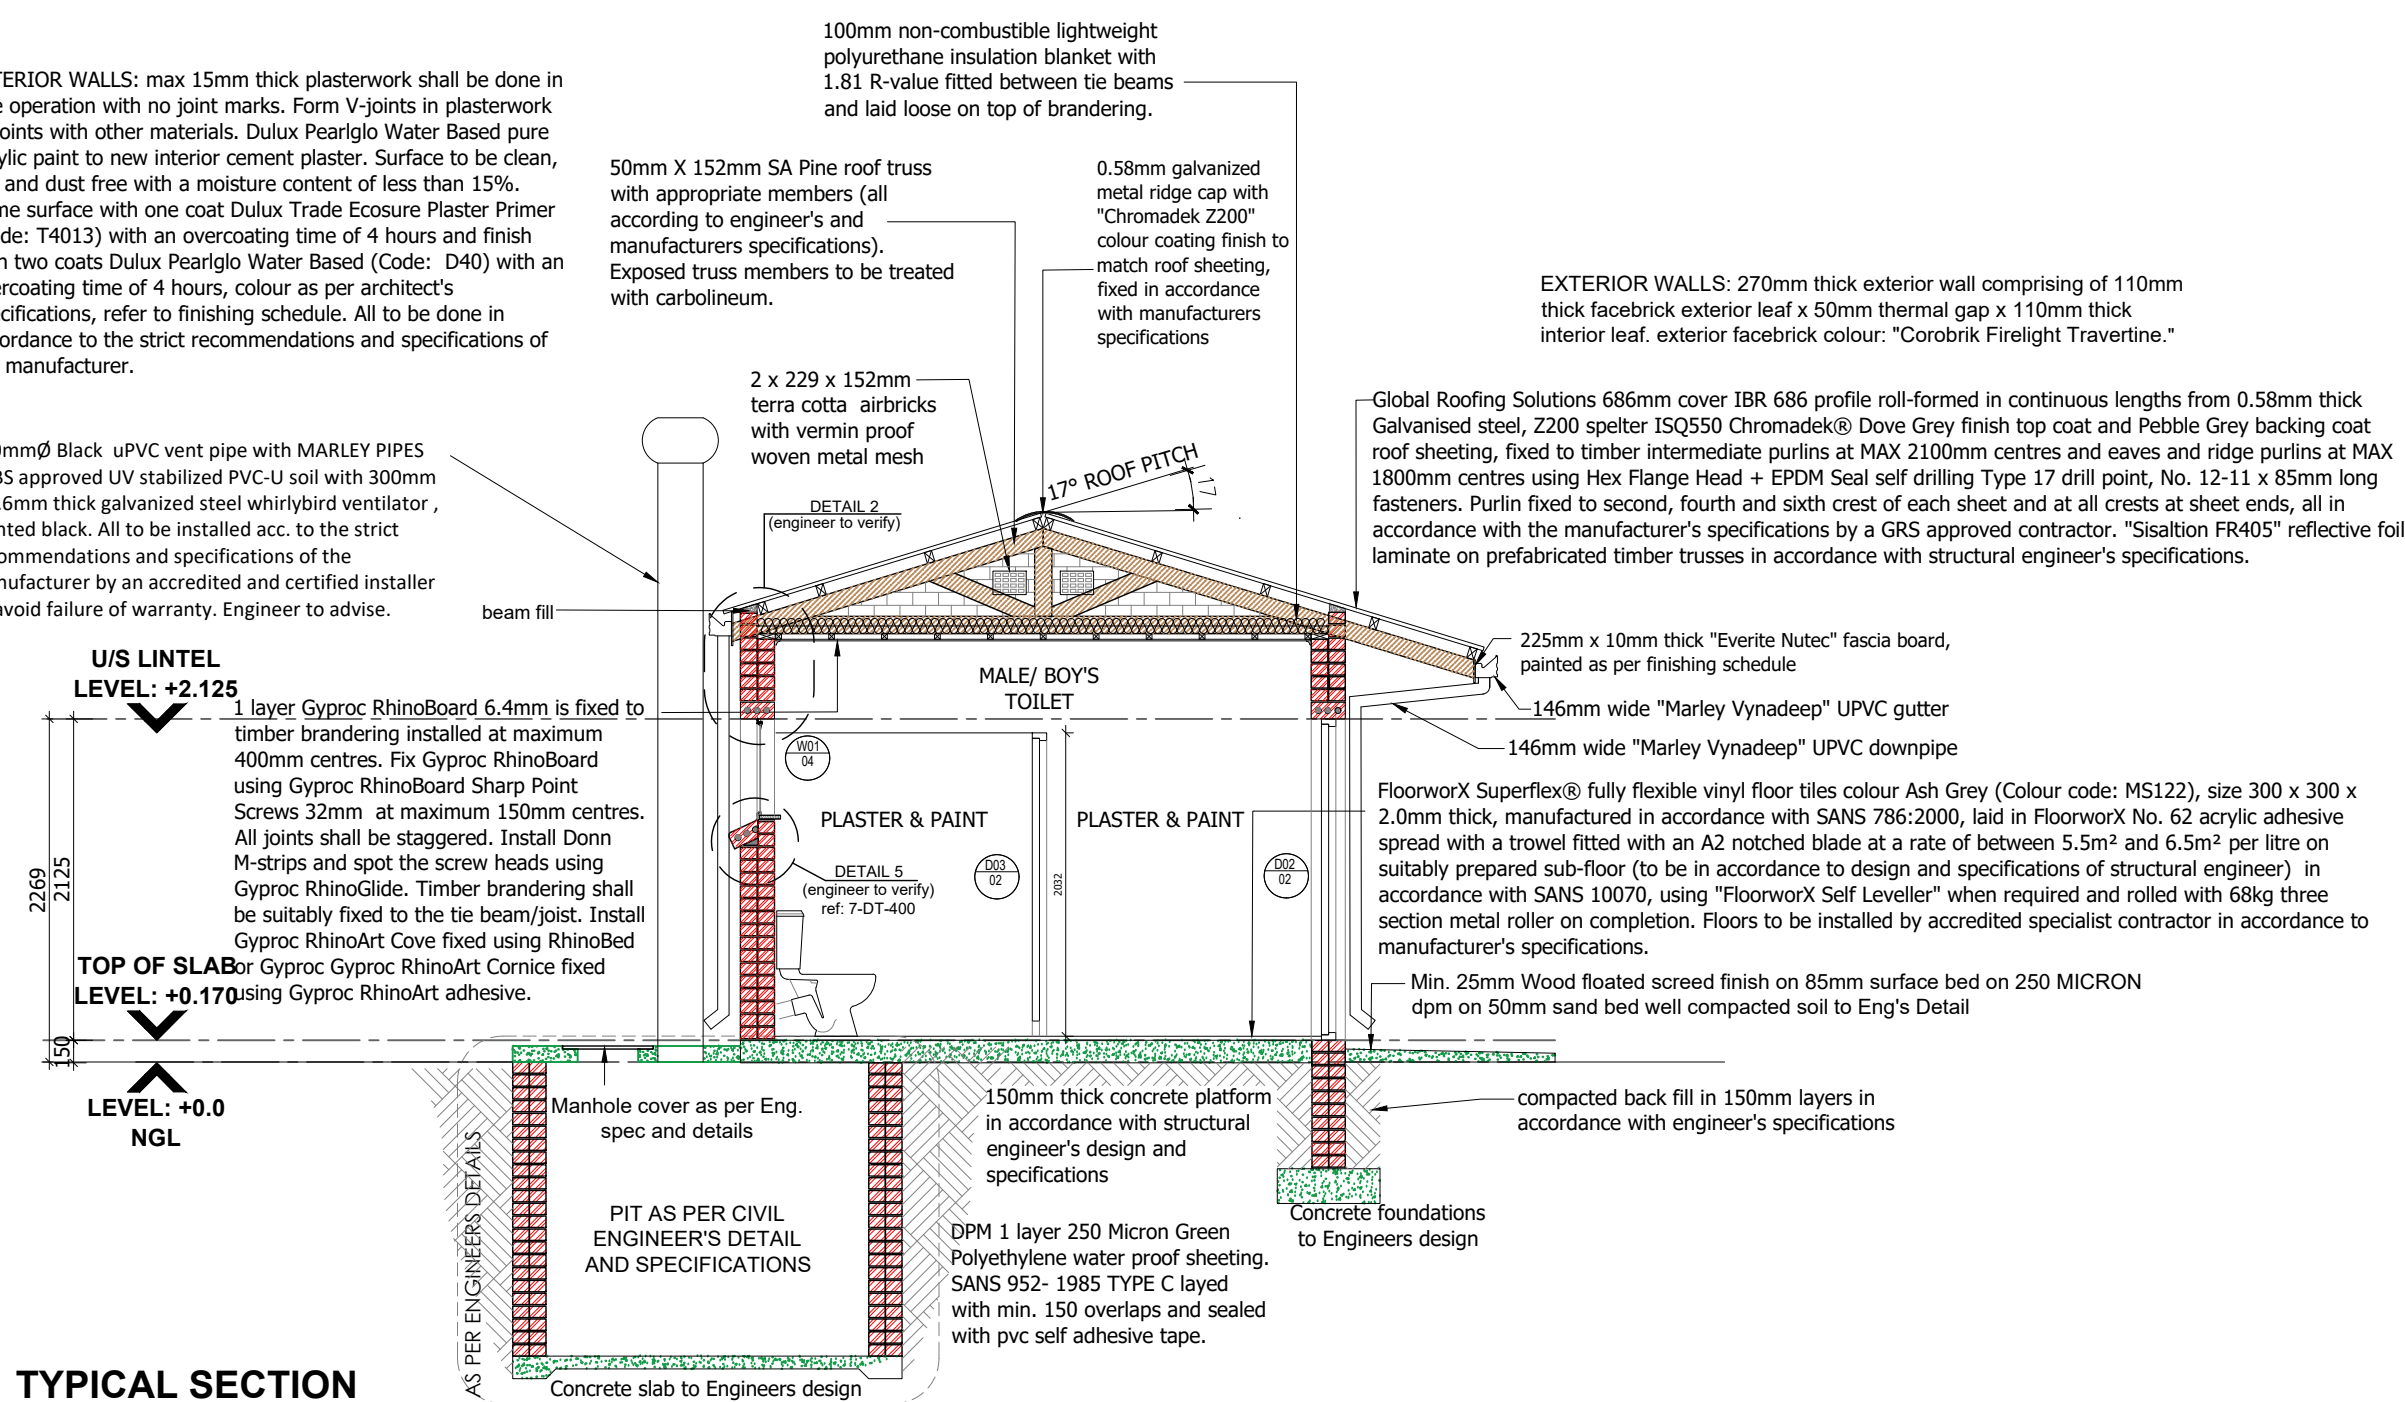 100mm non-combustible lightweight
polyurethane insulation blanket with
1.81 R-value fitted between tie beams
and laid loose on top of brandering.
TERIOR WALLS: max 15mm thick plasterwork shall be done in
e operation with no joint marks. Form V-joints in plasterwork
oints with other materials. Dulux Pearlglo Water Based pure
ylic paint to new interior cement plaster. Surface to be clean,
and dust free with a moisture content of less than 15%.
me surface with one coat Dulux Trade Ecosure Plaster Primer
de: T4013) with an overcoating time of 4 hours and finish
n two coats Dulux Pearlglo Water Based (Code: D40) with an
ercoating time of 4 hours, colour as per architect's
cifications, refer to finishing schedule. All to be done in
ordance to the strict recommendations and specifications of
manufacturer.
50mm X 152mm SA Pine roof truss
with appropriate members (all
according to engineer's and
manufacturers specifications).
Exposed truss members to be treated
with carbolineum.
0.58mm galvanized
metal ridge cap with
"Chromadek Z200"
colour coating finish to
match roof sheeting,
fixed in accordance
with manufacturers
specifications
EXTERIOR WALLS: 270mm thick exterior wall comprising of 110mm
thick facebrick exterior leaf x 50mm thermal gap x 110mm thick
interior leaf. exterior facebrick colour: "Corobrik Firelight Travertine."
2 x 229 x 152mm
terra cotta airbricks
with vermin proof
woven metal mesh
Global Roofing Solutions 686mm cover IBR 686 profile roll-formed in continuous lengths from 0.58mm thick
Galvanised steel, Z200 spelter ISQ550 Chromadek® Dove Grey finish top coat and Pebble Grey backing coat
roof sheeting, fixed to timber intermediate purlins at MAX 2100mm centres and eaves and ridge purlins at MAX
1800mm centres using Hex Flange Head + EPDM Seal self drilling Type 17 drill point, No. 12-11 x 85mm long
fasteners. Purlin fixed to second, fourth and sixth crest of each sheet and at all crests at sheet ends, all in
accordance with the manufacturer's specifications by a GRS approved contractor. "Sisaltion FR405" reflective foil
laminate on prefabricated timber trusses in accordance with structural engineer's specifications.
0mmØ Black uPVC vent pipe with MARLEY PIPES
BS approved UV stabilized PVC-U soil with 300mm
.6mm thick galvanized steel whirlybird ventilator ,
nted black. All to be installed acc. to the strict
ommendations and specifications of the
nufacturer by an accredited and certified installer
avoid failure of warranty. Engineer to advise.
17° ROOF PITCH
17
DETAIL 2
(engineer to verify)
beam fill
225mm x 10mm thick "Everite Nutec" fascia board,
painted as per finishing schedule
146mm wide "Marley Vynadeep" UPVC gutter
146mm wide "Marley Vynadeep" UPVC downpipe
U/S LINTEL
LEVEL: +2.125
MALE/ BOY'S
TOILET
1 layer Gyproc RhinoBoard 6.4mm is fixed to
timber brandering installed at maximum
400mm centres. Fix Gyproc RhinoBoard
using Gyproc RhinoBoard Sharp Point
Screws 32mm at maximum 150mm centres.
All joints shall be staggered. Install Donn
M-strips and spot the screw heads using
Gyproc RhinoGlide. Timber brandering shall
be suitably fixed to the tie beam/joist. Install
Gyproc RhinoArt Cove fixed using RhinoBed
or Gyproc Gyproc RhinoArt Cornice fixed
using Gyproc RhinoArt adhesive.
W01
04
PLASTER & PAINT
PLASTER & PAINT
DETAIL 5
(engineer to verify)
ref: 7-DT-400
D03
02
2032
D02
02
FloorworX Superflex® fully flexible vinyl floor tiles colour Ash Grey (Colour code: MS122), size 300 x 300 x
2.0mm thick, manufactured in accordance with SANS 786:2000, laid in FloorworX No. 62 acrylic adhesive
spread with a trowel fitted with an A2 notched blade at a rate of between 5.5m² and 6.5m² per litre on
suitably prepared sub-floor (to be in accordance to design and specifications of structural engineer) in
accordance with SANS 10070, using "FloorworX Self Leveller" when required and rolled with 68kg three
section metal roller on completion. Floors to be installed by accredited specialist contractor in accordance to
manufacturer's specifications.
2269
2125
150
TOP OF SLAB
LEVEL: +0.170
Min. 25mm Wood floated screed finish on 85mm surface bed on 250 MICRON
dpm on 50mm sand bed well compacted soil to Eng's Detail
LEVEL: +0.0
NGL
Manhole cover as per Eng.
spec and details
150mm thick concrete platform
in accordance with structural
engineer's design and
specifications
compacted back fill in 150mm layers in
accordance with engineer's specifications
AS PER ENGINEERS DETAILS
PIT AS PER CIVIL
ENGINEER'S DETAIL
AND SPECIFICATIONS
Concrete foundations
to Engineers design
DPM 1 layer 250 Micron Green
Polyethylene water proof sheeting.
SANS 952- 1985 TYPE C layed
with min. 150 overlaps and sealed
with pvc self adhesive tape.
Concrete slab to Engineers design
TYPICAL SECTION